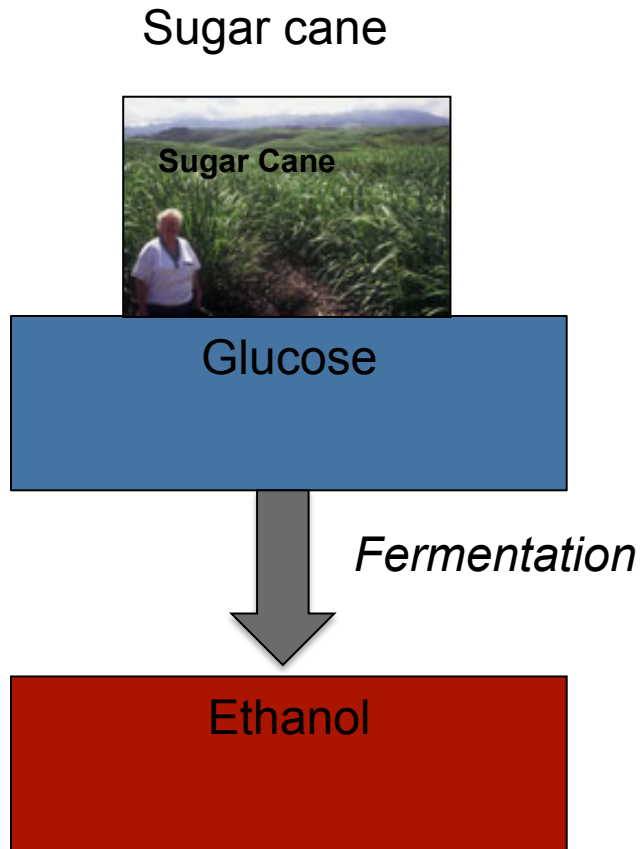 Sugar cane
Sugar Cane
Glucose
Fermentation
Ethanol